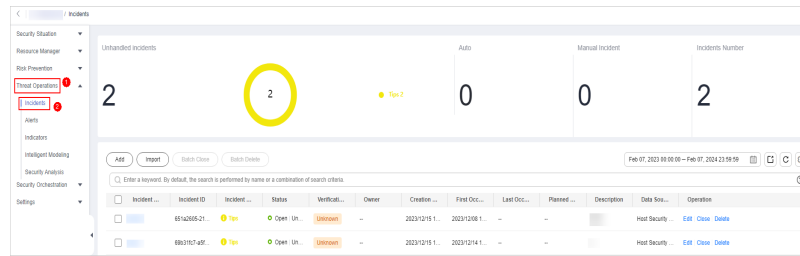 < / Incidents
Security Situation
Resource Manager
Risk Prevention
Threat Operations 1
Incidents 2
Alerts
Indicators
Intelligent Modeling
Security Analysis
Security Orchestration
Settings
Unhandled Incidents Auto Manual Incident Incidents Number
2 2 Tips 2 0 0 2
Add Import Batch Close Batch Delete Feb 07, 2023 00:00:00 – Feb 07, 2024 23:59:59
Enter a keyword. By default, the search is performed by name or a combination of search criteria.
Incident ... Incident ID Incident ... Status Verificati... Owner Creation ... First Occ... Last Occ... Planned ... Description Data Sou... Operation
651a2605-21... Tips Open Un... Unknown -- 2023/12/15 1... 2023/12/08 1... -- -- Host Security ... Edit Close Delete
Tips Open Un... Unknown -- 2023/12/15 1... 2023/12/14 1... -- -- Host Security ... Edit Close Delete